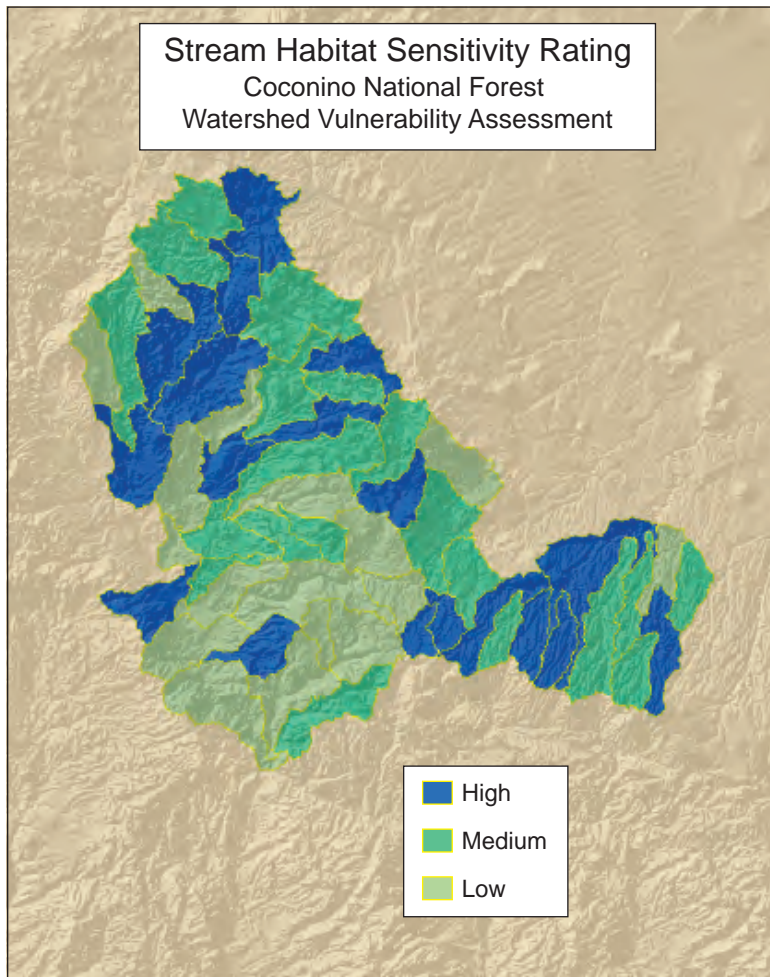 Stream Habitat Sensitivity Rating
Coconino National Forest
Watershed Vulnerability Assessment
High
Medium
Low